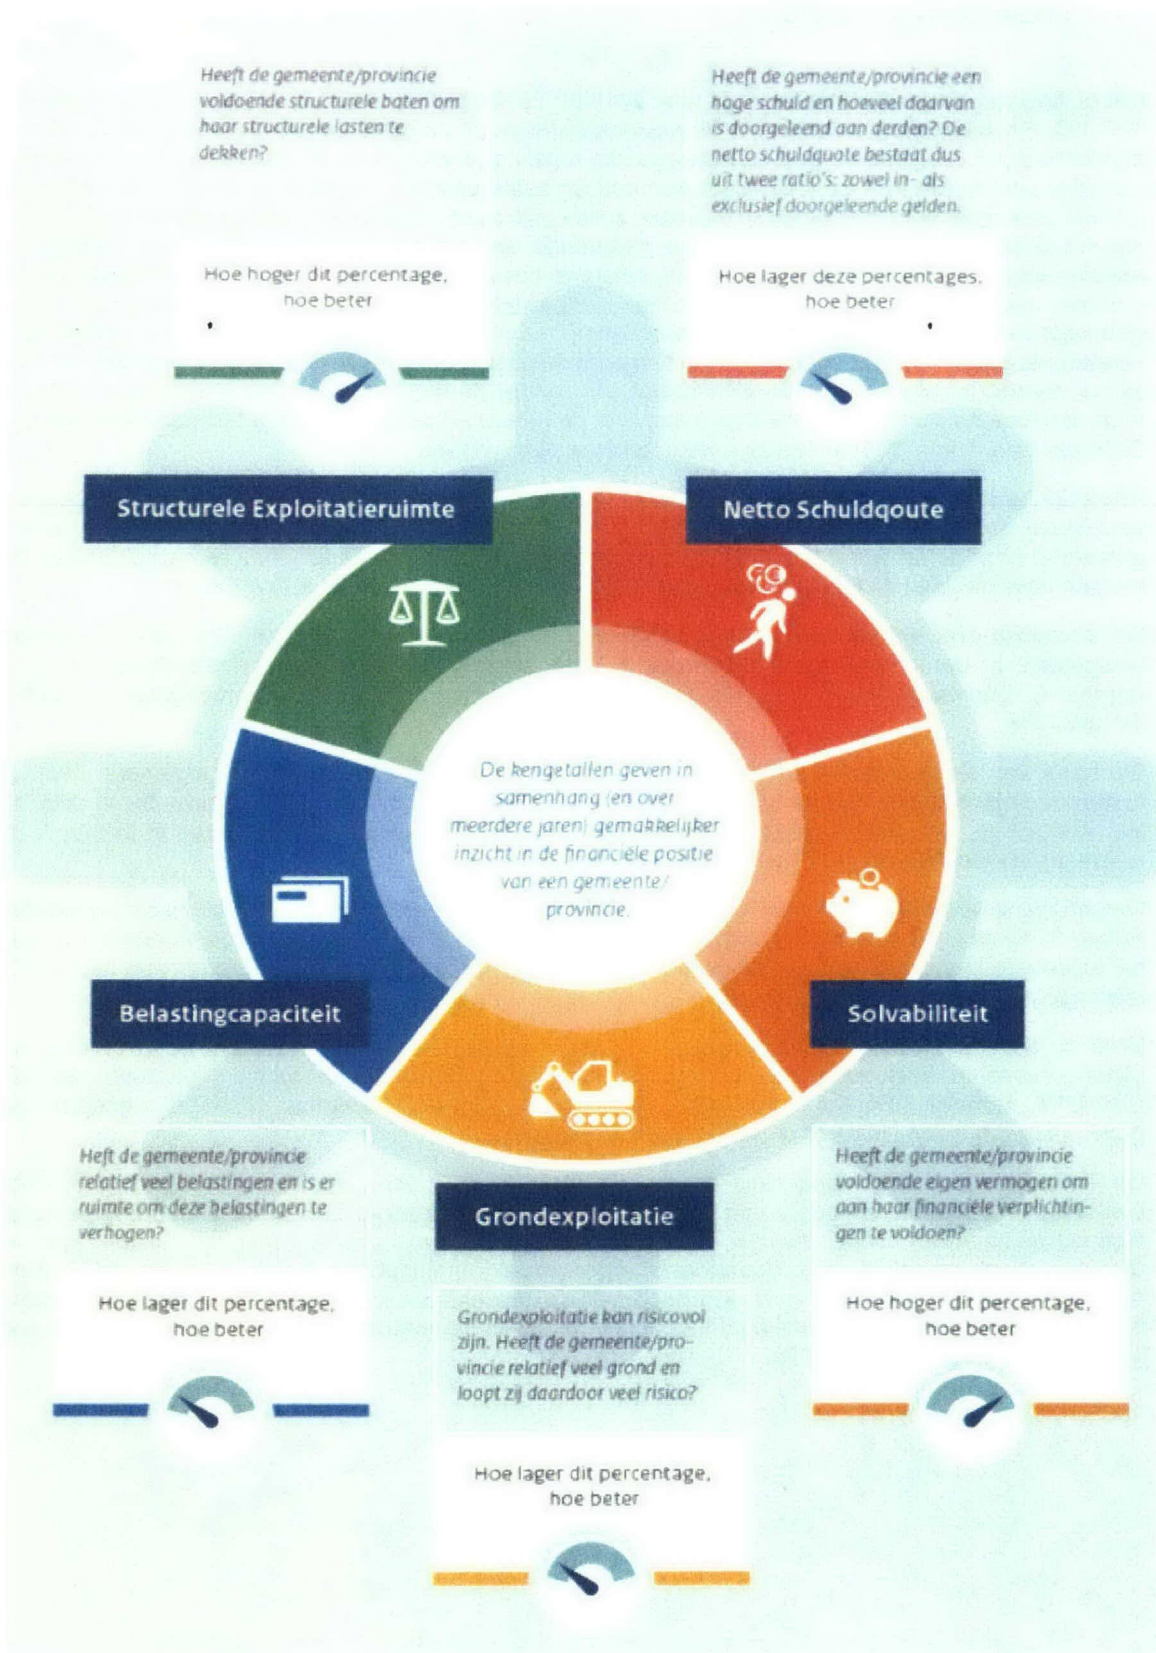 Heeft de gemeente/provincie
voldoende structurele baten om
haar structurele lasten te
dekken?
Hoe hoger dit percentage,
hoe beter
Heeft de gemeente/provincie een
hoge schuld en hoeveel daarvan
is doorgeleend aan derden? De
netto schuldquote bestaat dus
uit twee ratio's: zowel in- als
exclusief doorgeleende gelden.
Hoe lager deze percentages,
hoe beter
Structurele Exploitatieruimte
Netto Schuldqoute
De kengetallen geven in
samenhang (en over
meerdere jaren) gemakkelijker
inzicht in de financiële positie
van een gemeente/
provincie.
Belastingcapaciteit
Solvabiliteit
Heft de gemeente/provincie
relatief veel belastingen en is er
ruimte om deze belastingen te
verhogen?
Hoe lager dit percentage,
hoe beter
Grondexploitatie
Grondexploitatie kan risicovol
zijn. Heeft de gemeente/pro-
vincie relatief veel grond en
loopt zij daardoor veel risico?
Hoe lager dit percentage,
hoe beter
Heeft de gemeente/provincie
voldoende eigen vermogen om
aan haar financiële verplichtin-
gen te voldoen?
Hoe hoger dit percentage,
hoe beter